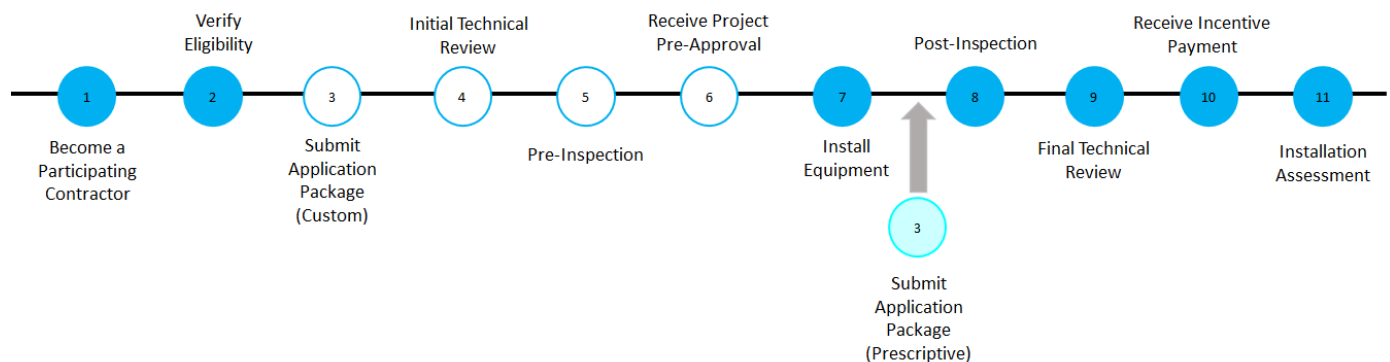 Verify
Eligibility
Initial Technical
Review
Receive Project
Pre-Approval
Post-Inspection
Receive Incentive
Payment
1
2
3
4
5
6
7
8
9
10
11
Become a
Participating
Contractor
Submit
Application
Package
(Custom)
Pre-Inspection
Install
Equipment
Final Technical
Review
Installation
Assessment
3
Submit
Application
Package
(Prescriptive)